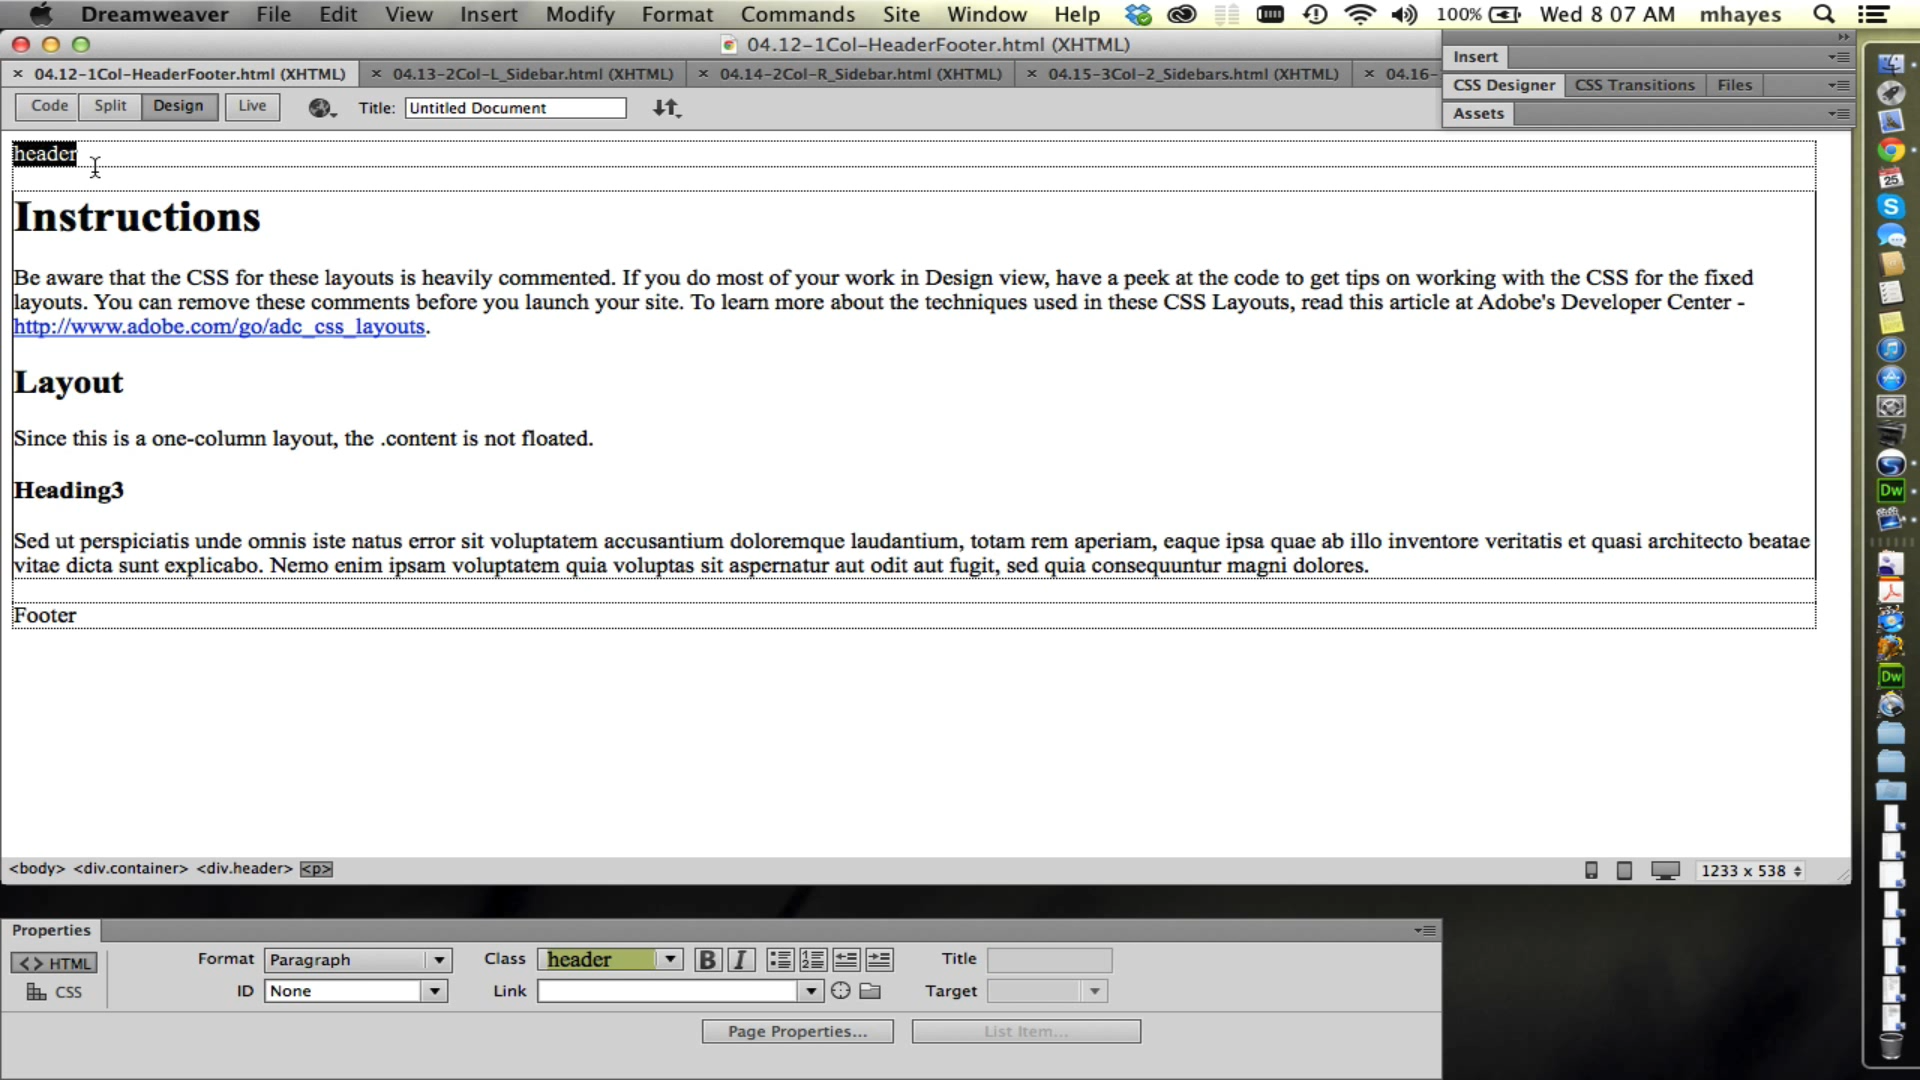 Dreamweaver File Edit View Insert Modify Format Commands Site Window Help 100% Wed 8 07 AM mhayes
04.12-1Col-HeaderFooter.html (XHTML)
04.12-1Col-HeaderFooter.html (XHTML) 04.13-2Col-L_Sidebar.html (XHTML) 04.14-2Col-R_Sidebar.html (XHTML) 04.15-3Col-2_Sidebars.html (XHTML) 04.16-
Insert
CSS Designer CSS Transitions Files
Assets
Code Split Design Live Title: Untitled Document
header
Instructions
Be aware that the CSS for these layouts is heavily commented. If you do most of your work in Design view, have a peek at the code to get tips on working with the CSS for the fixed
layouts. You can remove these comments before you launch your site. To learn more about the techniques used in these CSS Layouts, read this article at Adobe's Developer Center -
http://www.adobe.com/go/adc_css_layouts.
Layout
Since this is a one-column layout, the .content is not floated.
Heading3
Sed ut perspiciatis unde omnis iste natus error sit voluptatem accusantium doloremque laudantium, totam rem aperiam, eaque ipsa quae ab illo inventore veritatis et quasi architecto beatae
vitae dicta sunt explicabo. Nemo enim ipsam voluptatem quia voluptas sit aspernatur aut odit aut fugit, sed quia consequuntur magni dolores.
Footer
<body> <div.container> <div.header> <p> 1233 x 538
Properties
<> HTML Format Paragraph Class header B I Title
CSS ID None Link Target
Page Properties... List Item...
25
S
Dw
Dw